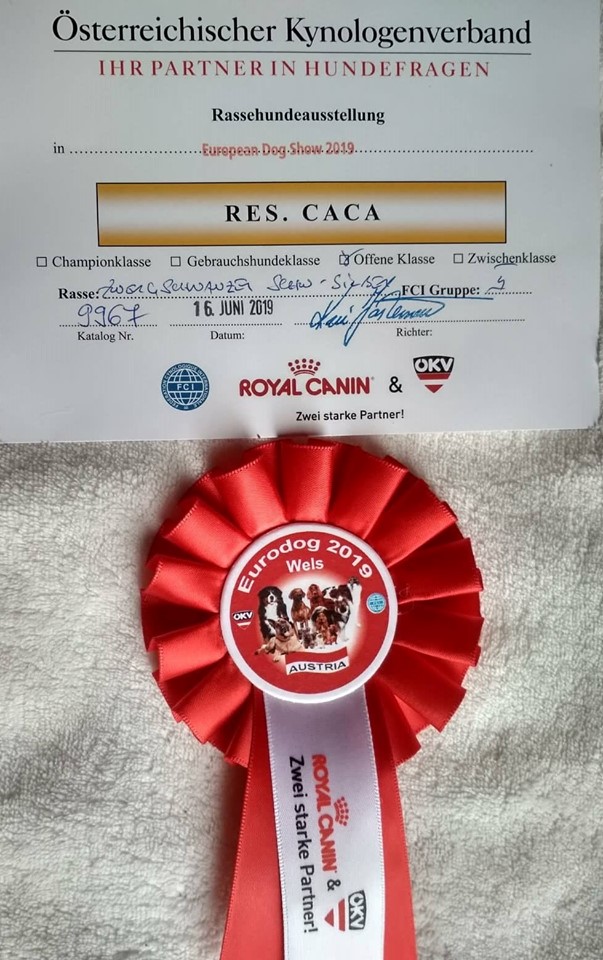 Österreichischer Kynologenverband
IHR PARTNER IN HUNDEFRAGEN
Rassehundeausstellung
in European Dog Show 2019
RES. CACA
☐ Championklasse ☐ Gebrauchshundeklasse ☒ Offene Klasse ☐ Zwischenklasse
Rasse: FCI Gruppe:
9967 16. JUNI 2019
Katalog Nr. Datum: Richter:
FCI
ROYAL CANIN & ÖKV
Zwei starke Partner!
Eurodog 2019
Wels
ÖKV
AUSTRIA
ROYAL CANIN & ÖKV
Zwei starke Partner!